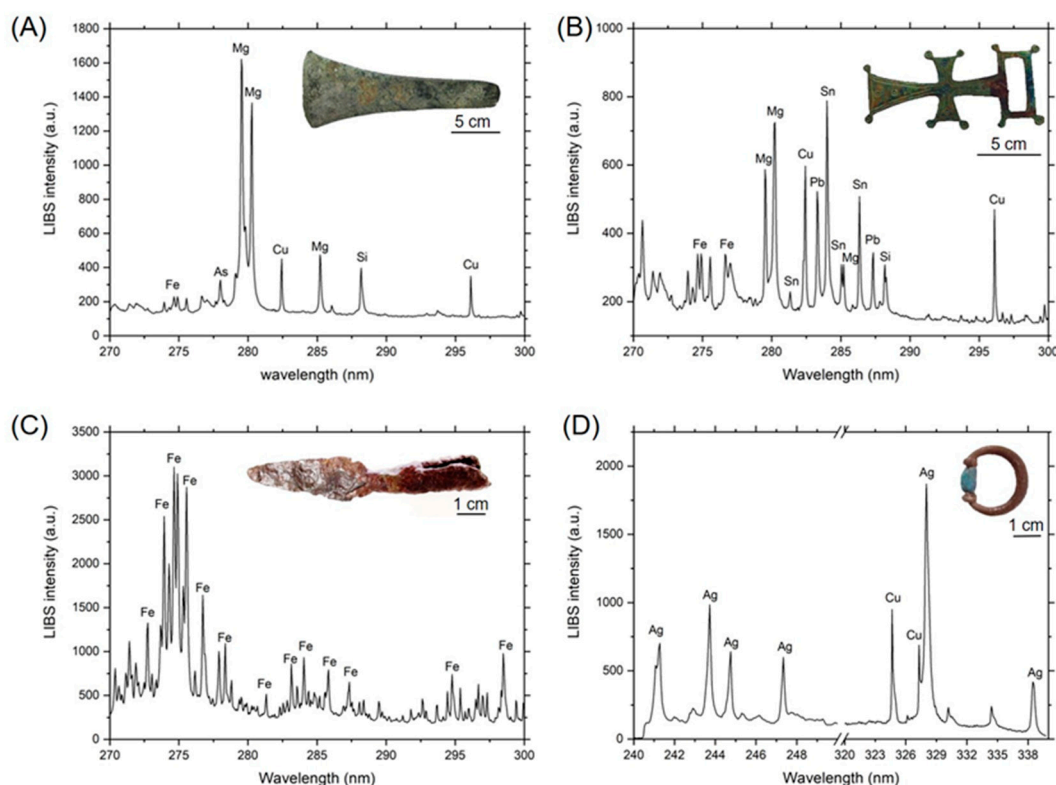 (A)
1800
1600
1400
1200
1000
800
600
400
200
0
LIBS intensity (a.u.)
Mg
Mg
Fe
As
Cu
Mg
Si
Cu
5 cm
270 275 280 285 290 295 300
wavelength (nm)
(B)
1000
800
600
400
200
LIBS intensity (a.u.)
Fe
Fe
Mg
Mg
Sn
Cu
Pb
Sn
Sn
Mg
Sn
Pb
Si
Cu
5 cm
270 275 280 285 290 295 300
Wavelength (nm)
(C)
3500
3000
2500
2000
1500
1000
500
0
LIBS intensity (a.u.)
Fe
Fe
Fe
Fe
Fe
Fe
Fe
Fe
Fe
Fe
Fe
Fe
Fe
1 cm
270 275 280 285 290 295 300
Wavelength (nm)
(D)
2000
1500
1000
500
0
LIBS intensity (a.u.)
Ag
Ag
Ag
Ag
Cu
Cu
Ag
Ag
1 cm
240 242 244 246 248 320 323 325 328 330 333 335 338
Wavelength (nm)